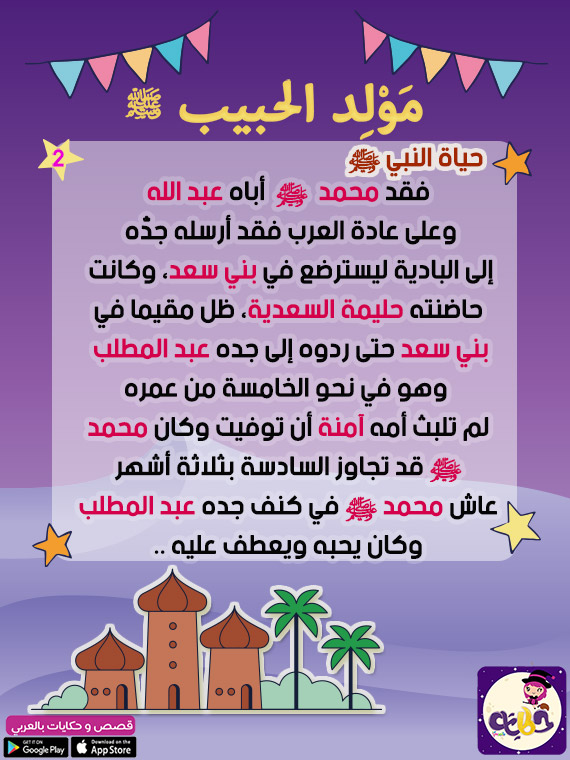 مَوْلِد الحبيب ﷺ
2
حياة النبي ﷺ
فقد محمد ﷺ أباه عبد الله
وعلى عادة العرب فقد أرسله جدُّه
إلى البادية ليسترضع في بني سعد، وكانت
حاضنته حليمة السعدية، ظل مقيما في
بني سعد حتى ردوه إلى جده عبد المطلب
وهو في نحو الخامسة من عمره
لم تلبث أمه آمنة أن توفيت وكان محمد
ﷺ قد تجاوز السادسة بثلاثة أشهر
عاش محمد ﷺ في كنف جده عبد المطلب
وكان يحبه ويعطف عليه ..
قصص و حكايات بالعربي
GET IT ON
Google Play
Download on the
App Store